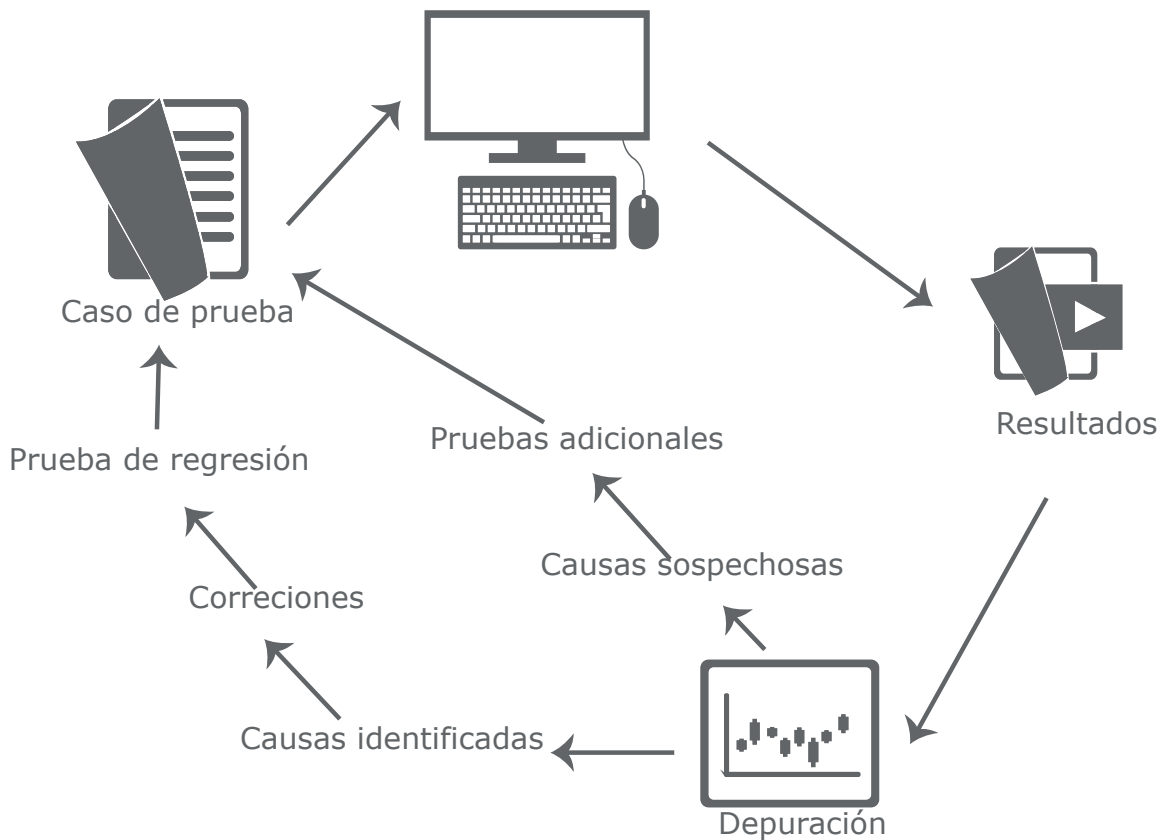 Caso de prueba
Resultados
Pruebas adicionales
Prueba de regresión
Causas sospechosas
Correciones
Causas identificadas
Depuración